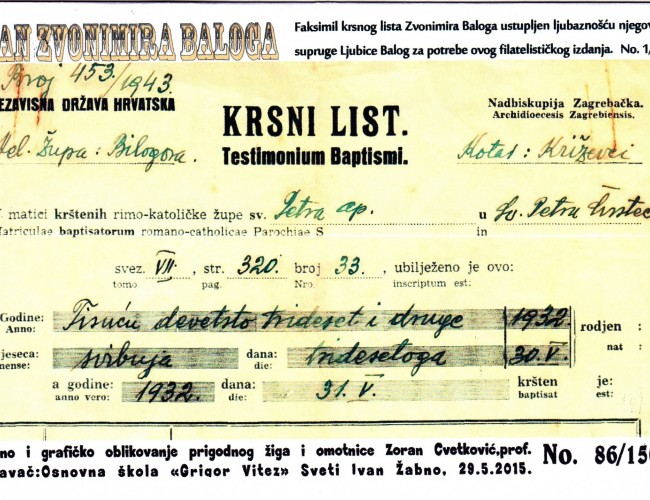 AN ZVONIMIRA BALOGA
Faksimil krsnog lista Zvonimira Baloga ustupljen ljubaznošću njegov
supruge Ljubice Balog za potrebe ovog filatelističkog izdanja. No. 1/
Broj 453/1943.
EZAVISNA DRŽAVA HRVATSKA
Vel. Župa: Bilogora.
KRSNI LIST.
Testimonium Baptismi.
Nadbiskupija Zagrebačka.
Archidioecesis Zagrebiensis.
Kotar: Križevci
matici krštenih rimo-katoličke župe sv. Petra ap. u Sv. Petru
Matriculae baptisatorum romano-catholicae Parochiae S in
svez. VII, str. 320. broj 33., ubilježeno je ovo:
tomo pag. Nro. inscriptum est:
Godine: Tisuću devetsto trideset i druge 1932. rodjen :
Anno: nat :
jeseca: svibnja dana: tridesetoga 30. V.
ense: die:
a godine: 1932. dana: 31. V. kršten je:
anno vero: die: baptisat est:
no i grafičko oblikovanje prigodnog žiga i omotnice Zoran Cvetković,prof.
avač:Osnovna škola «Grigor Vitez» Sveti Ivan Žabno, 29.5.2015.
No. 86/150